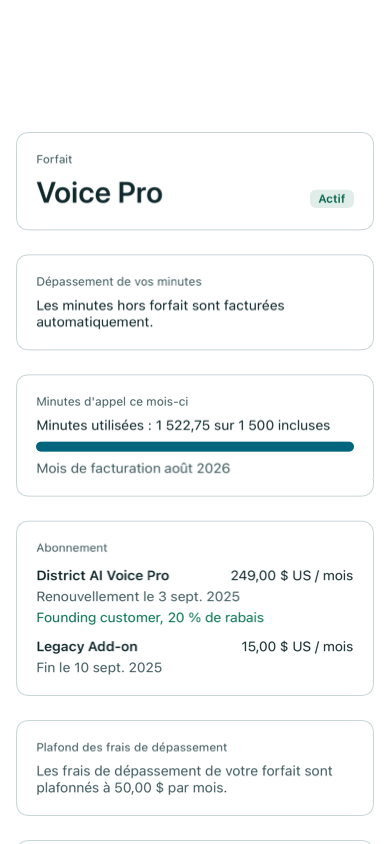 Forfait
Voice Pro
Actif
Dépassement de vos minutes
Les minutes hors forfait sont facturées
automatiquement.
Minutes d'appel ce mois-ci
Minutes utilisées : 1 522,75 sur 1 500 incluses
Mois de facturation août 2026
Abonnement
District AI Voice Pro 249,00 $ US / mois
Renouvellement le 3 sept. 2025
Founding customer, 20 % de rabais
Legacy Add-on 15,00 $ US / mois
Fin le 10 sept. 2025
Plafond des frais de dépassement
Les frais de dépassement de votre forfait sont
plafonnés à 50,00 $ par mois.